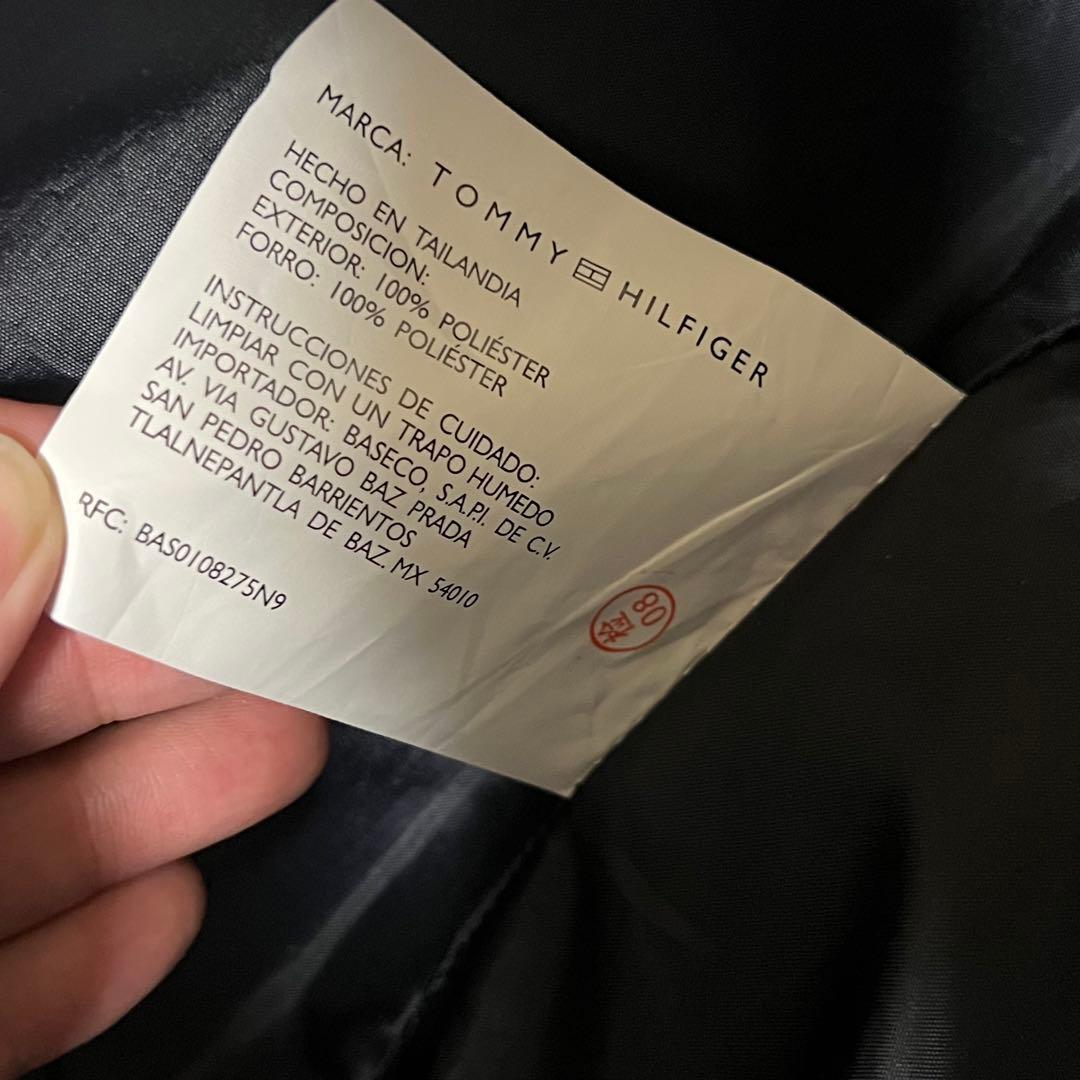 MARCA: TOMMY HILFIGER
HECHO EN TAILANDIA
COMPOSICION:
EXTERIOR: 100% POLIÉSTER
FORRO: 100% POLIÉSTER
INSTRUCCIONES DE CUIDADO:
LIMPIAR CON UN TRAPO HUMEDO
IMPORTADOR: BASECO, S.A.P.I. DE C.V.
AV. VIA GUSTAVO BAZ PRADA
SAN PEDRO BARRIENTOS
TLALNEPANTLA DE BAZ. MX 54010
RFC: BAS0108275N9
80